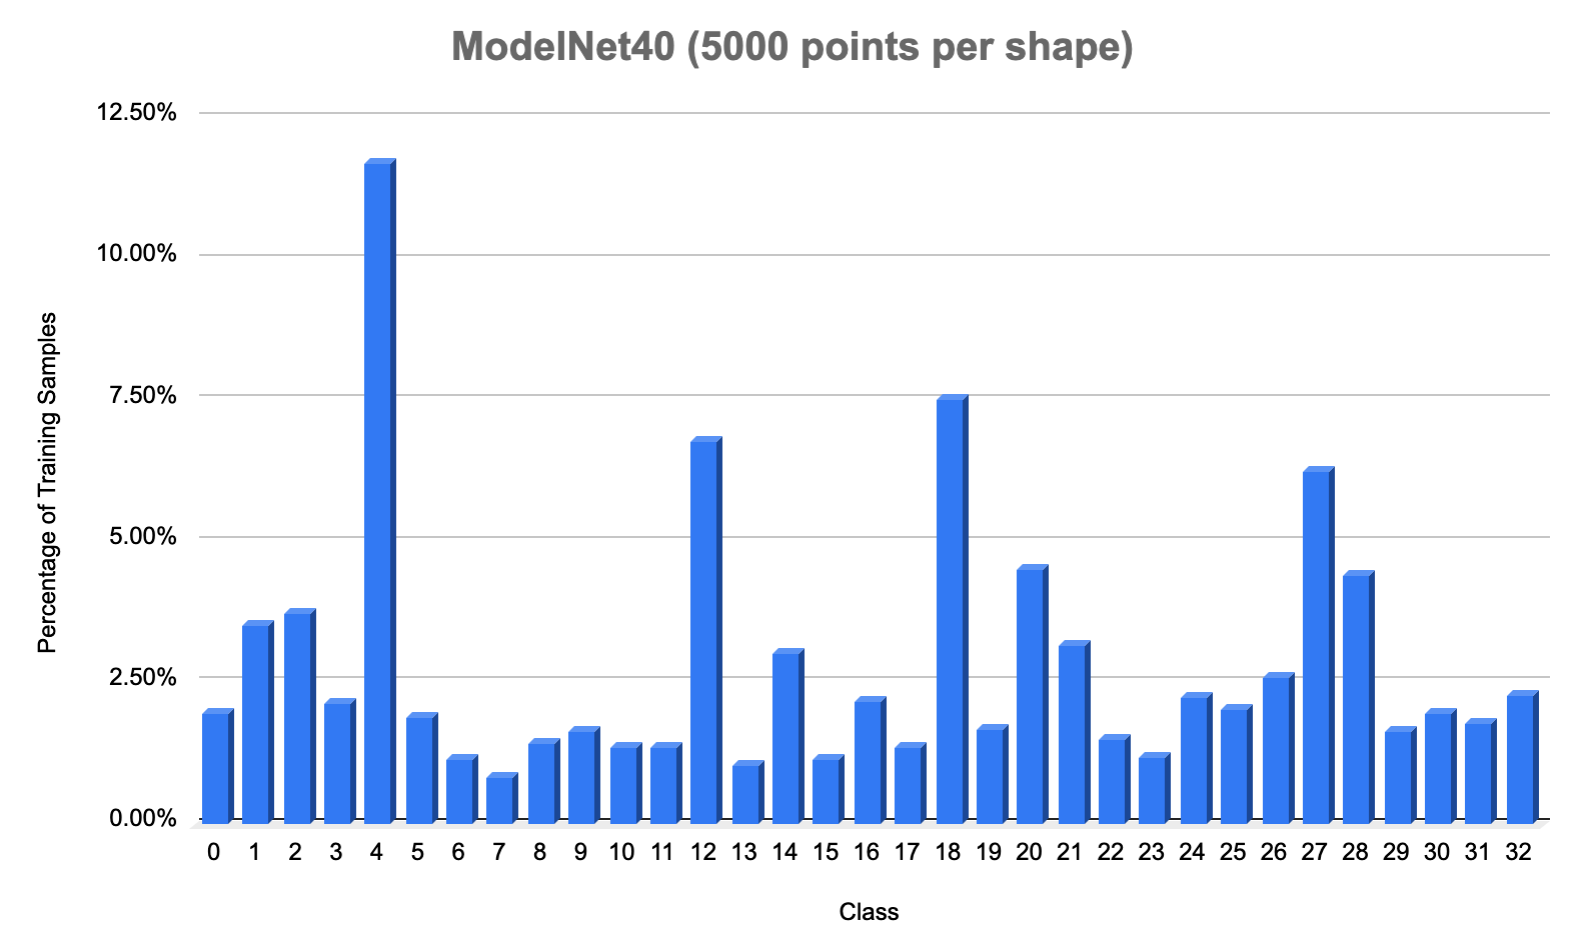 ModelNet40 (5000 points per shape)
12.50%
10.00%
7.50%
5.00%
2.50%
0.00%
Percentage of Training Samples
0 1 2 3 4 5 6 7 8 9 10 11 12 13 14 15 16 17 18 19 20 21 22 23 24 25 26 27 28 29 30 31 32
Class